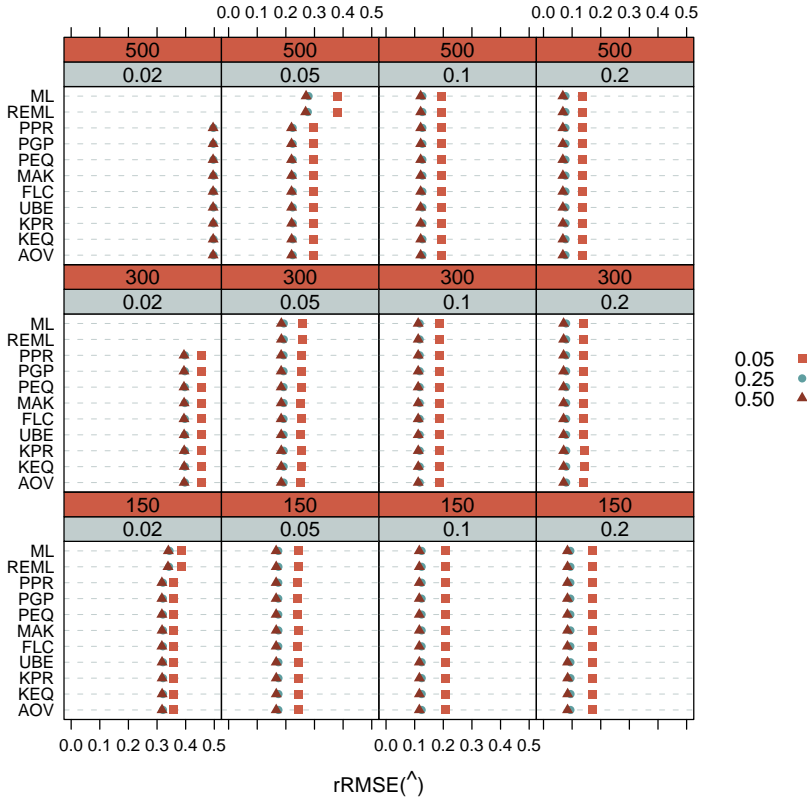 0.0 0.1 0.2 0.3 0.4 0.5 0.0 0.1 0.2 0.3 0.4 0.5
500 500 500 500
0.02 0.05 0.1 0.2
ML
REML
PPR
PGP
PEQ
MAK
FLC
UBE
KPR
KEQ
AOV
300 300 300 300
0.02 0.05 0.1 0.2
ML
REML
PPR
PGP
PEQ
MAK
FLC
UBE
KPR
KEQ
AOV
150 150 150 150
0.02 0.05 0.1 0.2
ML
REML
PPR
PGP
PEQ
MAK
FLC
UBE
KPR
KEQ
AOV
0.0 0.1 0.2 0.3 0.4 0.5 0.0 0.1 0.2 0.3 0.4 0.5
rRMSE(^)
0.05
0.25
0.50